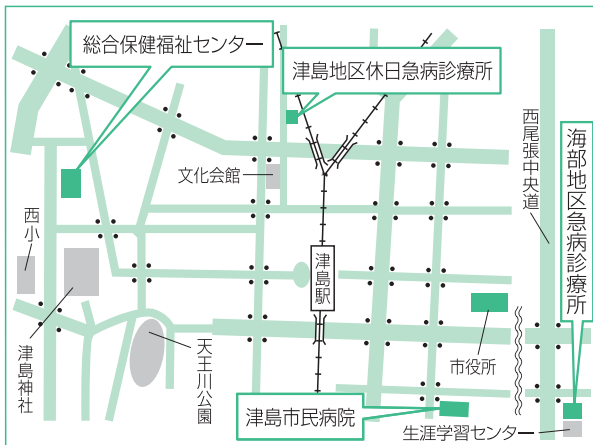 総合保健福祉センター
津島地区休日急病診療所
西尾張中央道
海部地区急病診療所
文化会館
西小
津島駅
津島神社
天王川公園
市役所
津島市民病院
生涯学習センター